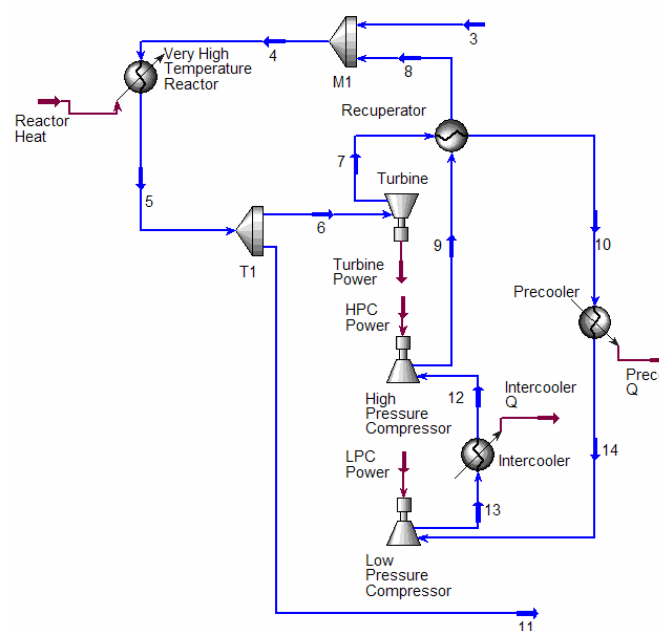 3
4
8
M1
Very High
Temperature
Reactor
Reactor
Heat
Recuperator
7
Turbine
5
6
9
10
T1
Turbine
Power
Precooler
HPC
Power
High
Pressure
Compressor
12
Intercooler
Q
Preco
Q
LPC
Power
Intercooler
14
13
Low
Pressure
Compressor
11